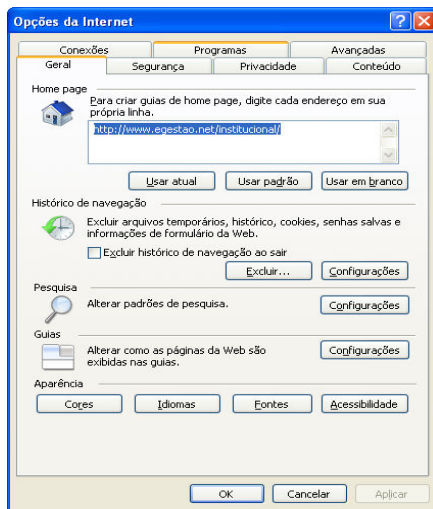 Opções da Internet
Conexões Programas Avançadas
Geral Segurança Privacidade Conteúdo
Home page
Para criar guias de home page, digite cada endereço em sua
própria linha.
http://www.egestao.net/institucional/
Usar atual Usar padrão Usar em branco
Histórico de navegação
Excluir arquivos temporários, histórico, cookies, senhas salvas e
informações de formulário da Web.
Excluir histórico de navegação ao sair
Excluir... Configurações
Pesquisa
Alterar padrões de pesquisa. Configurações
Guias
Alterar como as páginas da Web são
exibidas nas guias. Configurações
Aparência
Cores Idiomas Fontes Acessibilidade
OK Cancelar Aplicar